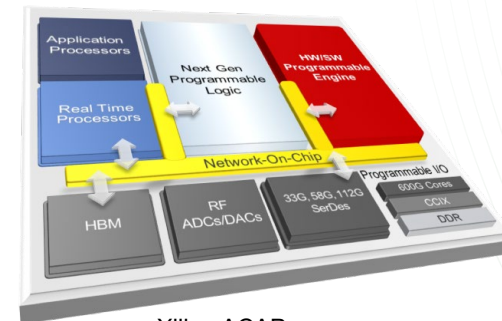 Application
Processors
Next Gen
Programmable
Logic
HW/SW
Programmable
Engine
Real Time
Processors
Network-On-Chip
HBM
RF
ADCs/DACs
33G, 58G, 112G
SerDes
Programmable I/O
600G Cores
CCIX
DDR